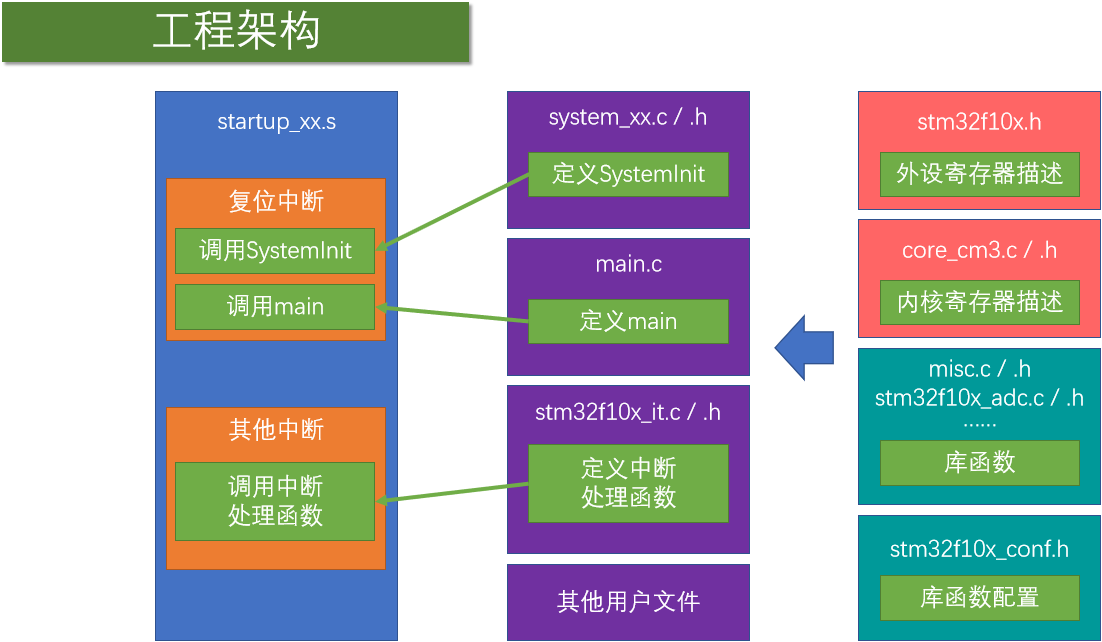 工程架构
startup_xx.s
复位中断
调用SystemInit
调用main
其他中断
调用中断
处理函数
system_xx.c / .h
定义SystemInit
main.c
定义main
stm32f10x_it.c / .h
定义中断
处理函数
其他用户文件
stm32f10x.h
外设寄存器描述
core_cm3.c / .h
内核寄存器描述
misc.c / .h
stm32f10x_adc.c / .h
……
库函数
stm32f10x_conf.h
库函数配置